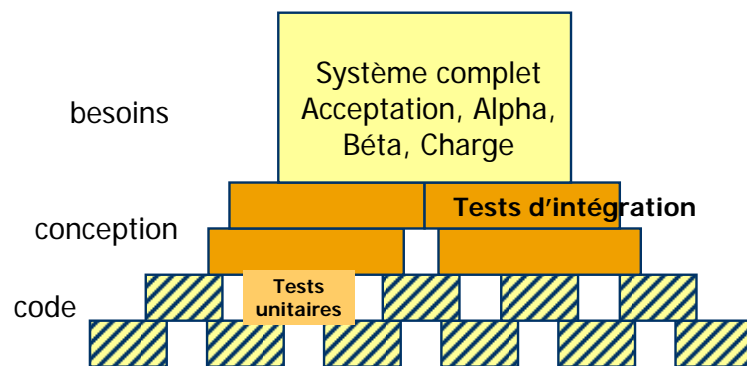 Système complet
Acceptation, Alpha,
Béta, Charge
besoins
Tests d'intégration
conception
Tests
unitaires
code